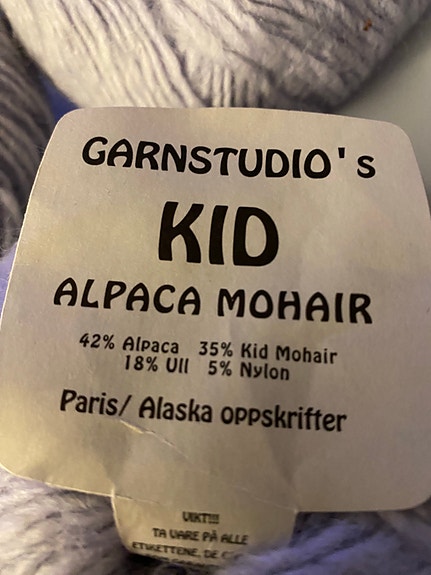 GARNSTUDIO's
KID
ALPACA MOHAIR
42% Alpaca 35% Kid Mohair
18% Ull 5% Nylon
Paris/ Alaska oppskrifter
VIKT!!!
TA VARE PÅ ALLE
ETIKETTENE, DE